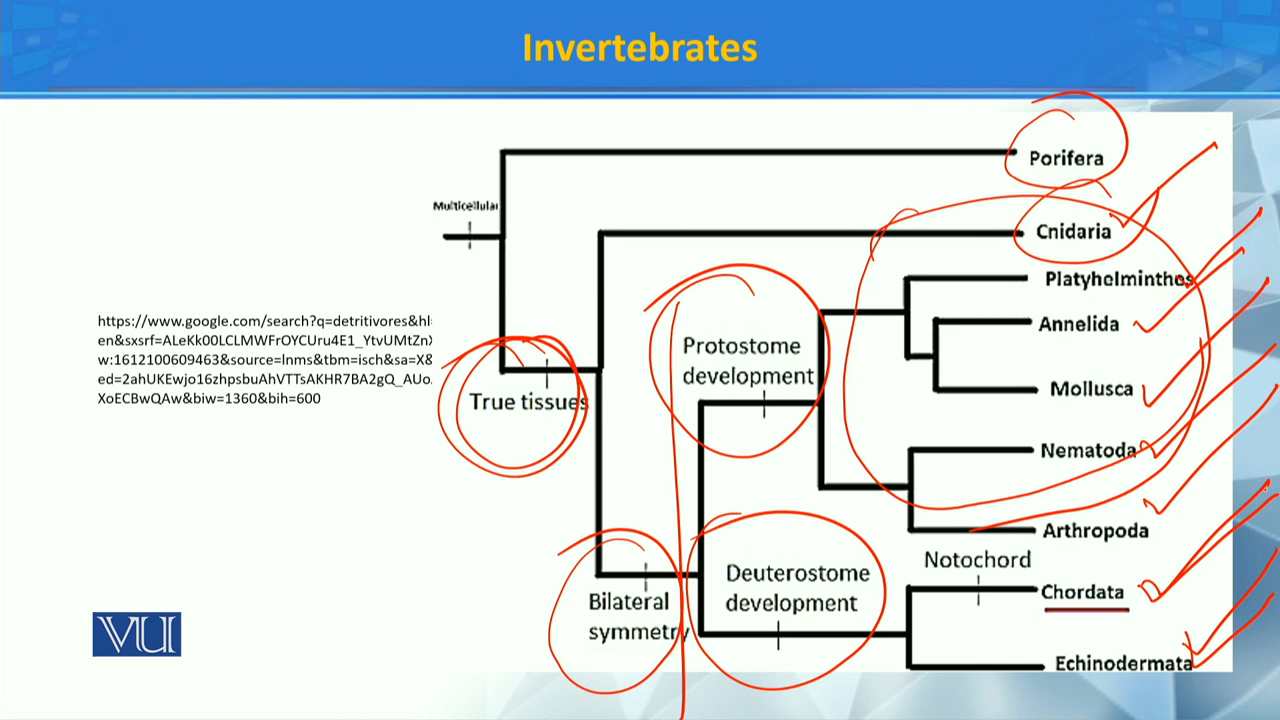 Invertebrates
Porifera
Multicellular
Cnidaria
Platyhelminthes
https://www.google.com/search?q=detritivores&hl=
en&sxsrf=ALeKk00LCLMWFrOYCUru4E1_YtvUMtZnX
w:1612100609463&source=lnms&tbm=isch&sa=X&
ed=2ahUKEwjo16zhpsbuAhVTTsAKHR7BA2gQ_AUo
XoECBwQAw&biw=1360&bih=600
Annelida
Protostome
development
Mollusca
True tissues
Nematoda
Arthropoda
Notochord
Deuterostome
development
Chordata
Bilateral
symmetry
Echinodermata
VU